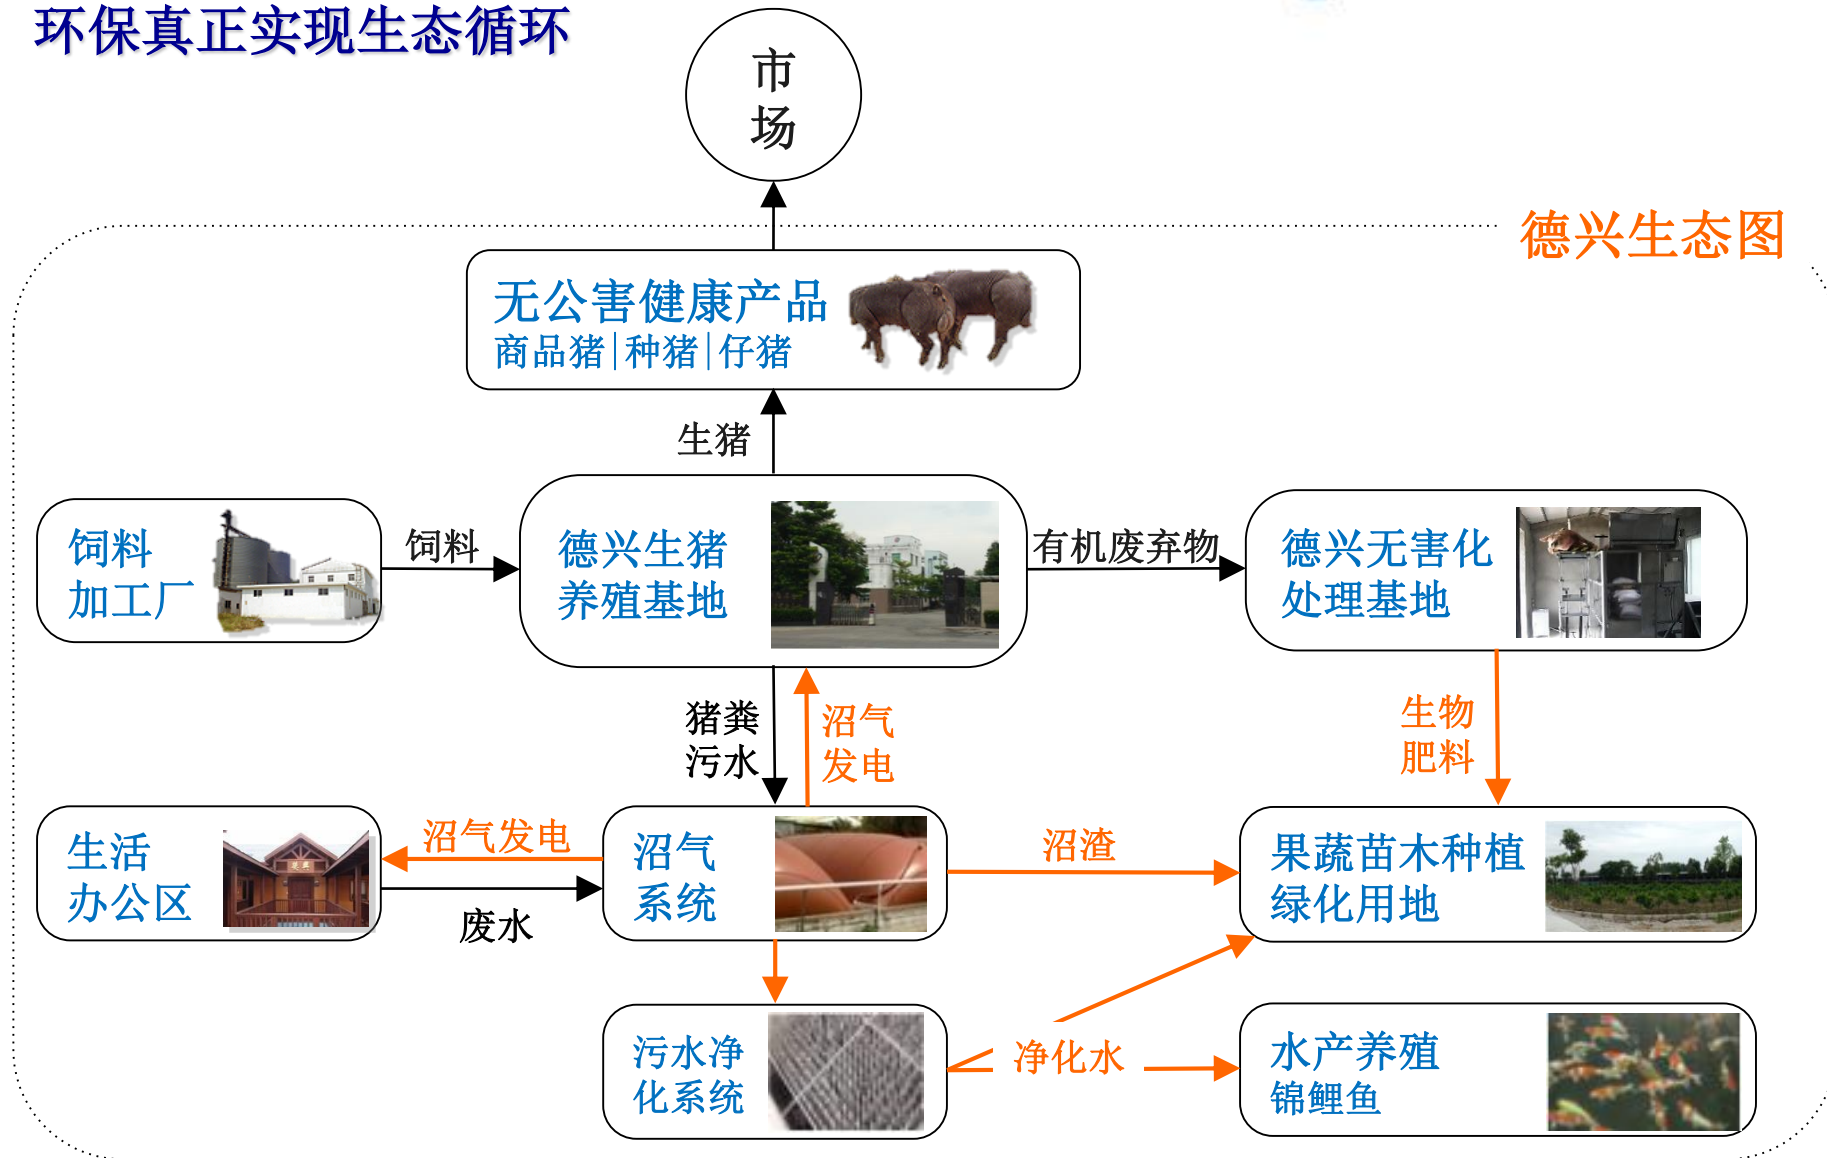 环保真正实现生态循环
市
场
德兴生态图
无公害健康产品
商品猪|种猪|仔猪
生猪
饲料
加工厂
饲料
德兴生猪
养殖基地
有机废弃物
德兴无害化
处理基地
猪粪
污水
沼气
发电
生物
肥料
生活
办公区
沼气发电
废水
沼气
系统
沼渣
果蔬苗木种植
绿化用地
污水净
化系统
净化水
水产养殖
锦鲤鱼